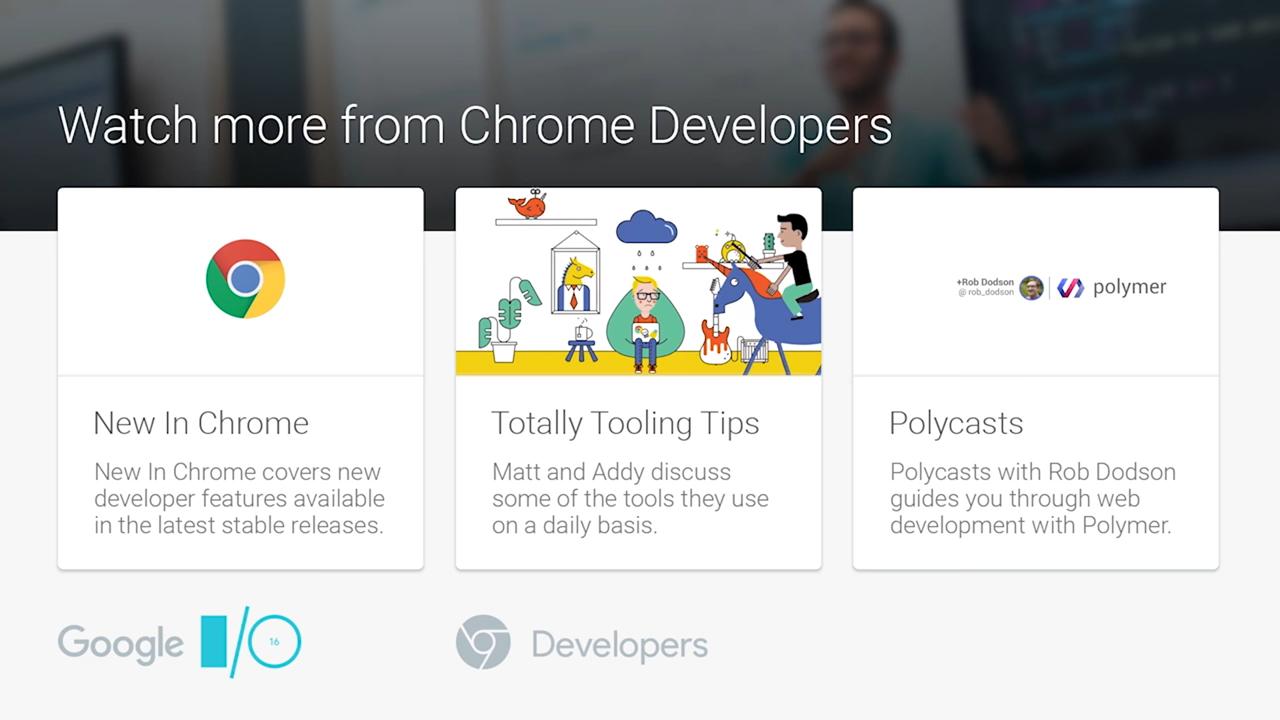 Watch more from Chrome Developers
+Rob Dodson
@rob_dodson
polymer
New In Chrome
New In Chrome covers new
developer features available
in the latest stable releases.
Totally Tooling Tips
Matt and Addy discuss
some of the tools they use
on a daily basis.
Polycasts
Polycasts with Rob Dodson
guides you through web
development with Polymer.
Google I/O 16
Developers